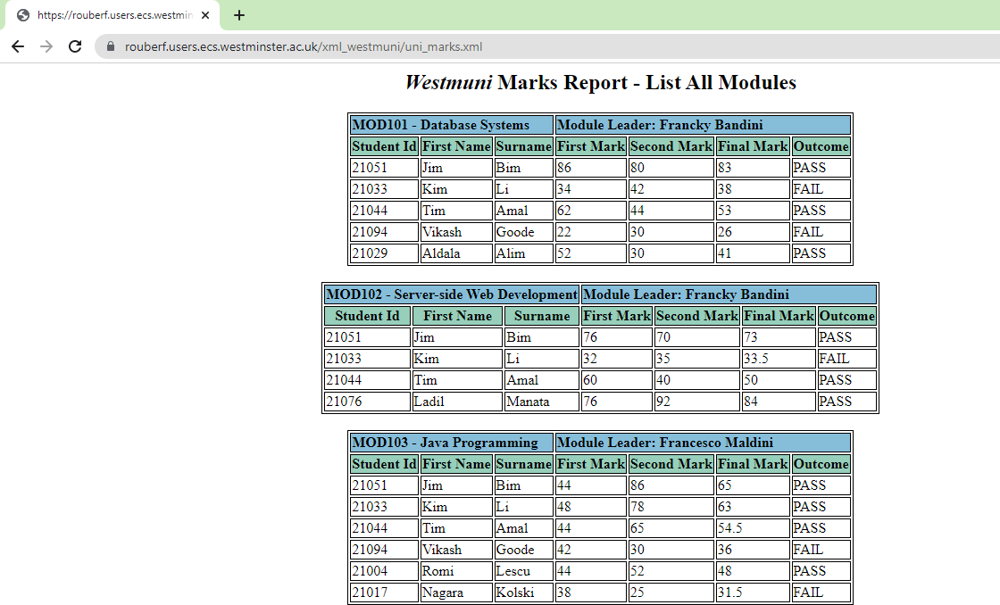 https://rouberf.users.ecs.westmin
rouberf.users.ecs.westminster.ac.uk/xml_westmuni/uni_marks.xml
Westmuni Marks Report - List All Modules
MOD101 - Database Systems Module Leader: Francky Bandini
Student Id First Name Surname First Mark Second Mark Final Mark Outcome
21051 Jim Bim 86 80 83 PASS
21033 Kim Li 34 42 38 FAIL
21044 Tim Amal 62 44 53 PASS
21094 Vikash Goode 22 30 26 FAIL
21029 Aldala Alim 52 30 41 PASS
MOD102 - Server-side Web Development Module Leader: Francky Bandini
Student Id First Name Surname First Mark Second Mark Final Mark Outcome
21051 Jim Bim 76 70 73 PASS
21033 Kim Li 32 35 33.5 FAIL
21044 Tim Amal 60 40 50 PASS
21076 Ladil Manata 76 92 84 PASS
MOD103 - Java Programming Module Leader: Francesco Maldini
Student Id First Name Surname First Mark Second Mark Final Mark Outcome
21051 Jim Bim 44 86 65 PASS
21033 Kim Li 48 78 63 PASS
21044 Tim Amal 44 65 54.5 PASS
21094 Vikash Goode 42 30 36 FAIL
21004 Romi Lescu 44 52 48 PASS
21017 Nagara Kolski 38 25 31.5 FAIL